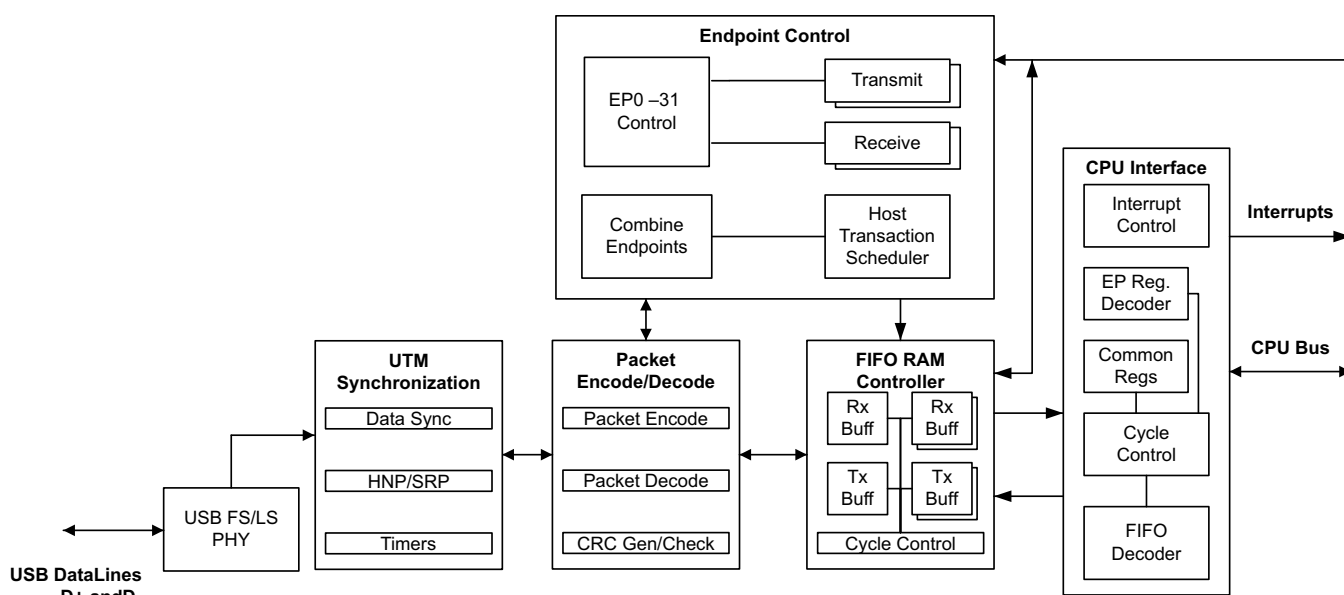 Endpoint Control
EP0 –31
Control
Transmit
Receive
Combine
Endpoints
Host
Transaction
Scheduler
CPU Interface
Interrupt
Control
Interrupts
EP Reg.
Decoder
Common
Regs
CPU Bus
Cycle
Control
FIFO
Decoder
UTM
Synchronization
Data Sync
HNP/SRP
Timers
Packet
Encode/Decode
Packet Encode
Packet Decode
CRC Gen/Check
FIFO RAM
Controller
Rx
Buff
Rx
Buff
Tx
Buff
Tx
Buff
Cycle Control
USB FS/LS
PHY
USB DataLines
D+ andD